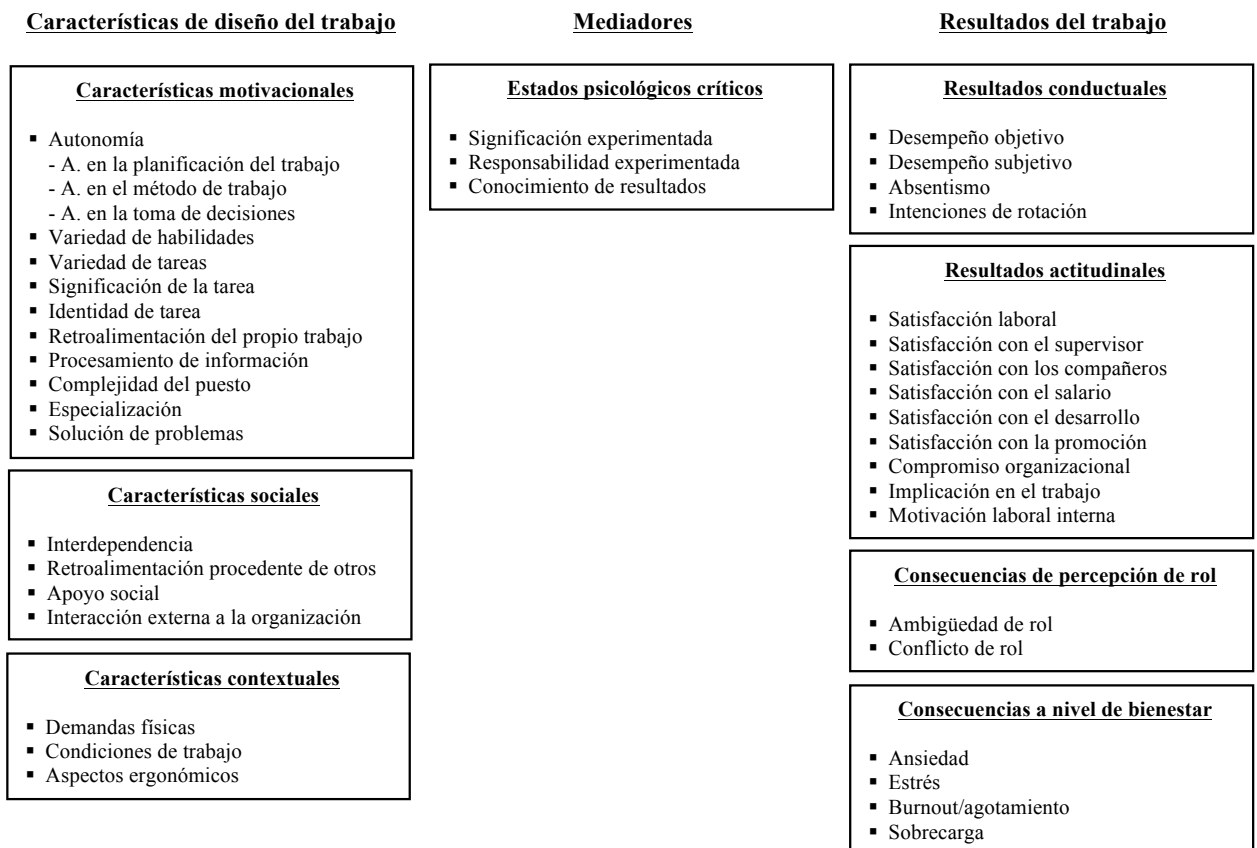 Características de diseño del trabajo
Características motivacionales
▪ Autonomía
- A. en la planificación del trabajo
- A. en el método de trabajo
- A. en la toma de decisiones
▪ Variedad de habilidades
▪ Variedad de tareas
▪ Significación de la tarea
▪ Identidad de tarea
▪ Retroalimentación del propio trabajo
▪ Procesamiento de información
▪ Complejidad del puesto
▪ Especialización
▪ Solución de problemas
Características sociales
▪ Interdependencia
▪ Retroalimentación procedente de otros
▪ Apoyo social
▪ Interacción externa a la organización
Características contextuales
▪ Demandas físicas
▪ Condiciones de trabajo
▪ Aspectos ergonómicos
Mediadores
Estados psicológicos críticos
▪ Significación experimentada
▪ Responsabilidad experimentada
▪ Conocimiento de resultados
Resultados del trabajo
Resultados conductuales
▪ Desempeño objetivo
▪ Desempeño subjetivo
▪ Absentismo
▪ Intenciones de rotación
Resultados actitudinales
▪ Satisfacción laboral
▪ Satisfacción con el supervisor
▪ Satisfacción con los compañeros
▪ Satisfacción con el salario
▪ Satisfacción con el desarrollo
▪ Satisfacción con la promoción
▪ Compromiso organizacional
▪ Implicación en el trabajo
▪ Motivación laboral interna
Consecuencias de percepción de rol
▪ Ambigüedad de rol
▪ Conflicto de rol
Consecuencias a nivel de bienestar
▪ Ansiedad
▪ Estrés
▪ Burnout/agotamiento
▪ Sobrecarga